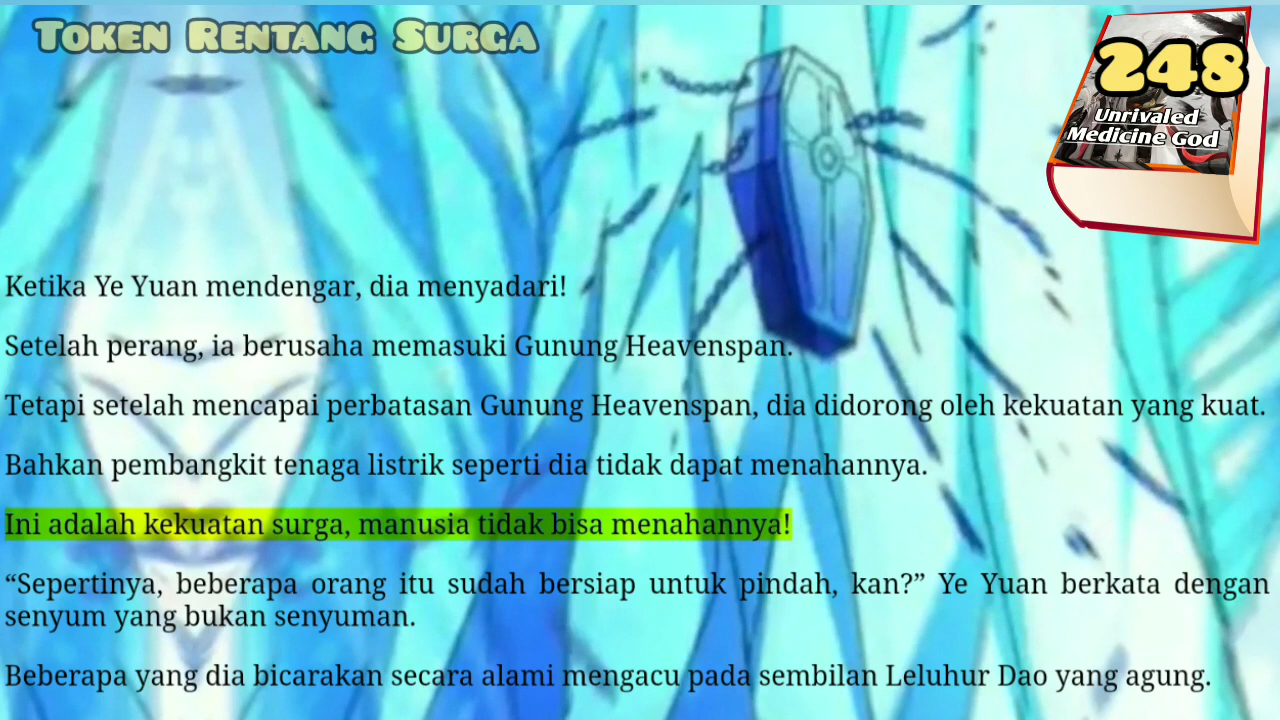 Token Rentang Surga
248
Unrivaled
Medicine God
Ketika Ye Yuan mendengar, dia menyadari!
Setelah perang, ia berusaha memasuki Gunung Heavenspan.
Tetapi setelah mencapai perbatasan Gunung Heavenspan, dia didorong oleh kekuatan yang kuat.
Bahkan pembangkit tenaga listrik seperti dia tidak dapat menahannya.
Ini adalah kekuatan surga, manusia tidak bisa menahannya!
“Sepertinya, beberapa orang itu sudah bersiap untuk pindah, kan?” Ye Yuan berkata dengan
senyum yang bukan senyuman.
Beberapa yang dia bicarakan secara alami mengacu pada sembilan Leluhur Dao yang agung.